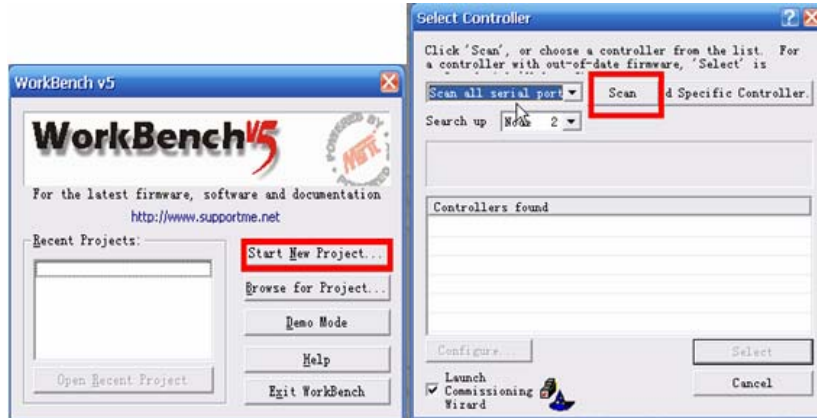 WorkBench v5
WorkBench v5
POWERED BY
Mint
For the latest firmware, software and documentation
http://www.supportme.net
Recent Projects:
Start New Project...
Browse for Project...
Demo Mode
Help
Open Recent Project
Exit WorkBench
Select Controller
Click 'Scan', or choose a controller from the list. For
a controller with out-of-date firmware, 'Select' is
Scan all serial port
Scan
d Specific Controller.
Search up
Node 2
Controllers found
Configure...
Select
Launch
Commissioning
Wizard
Cancel